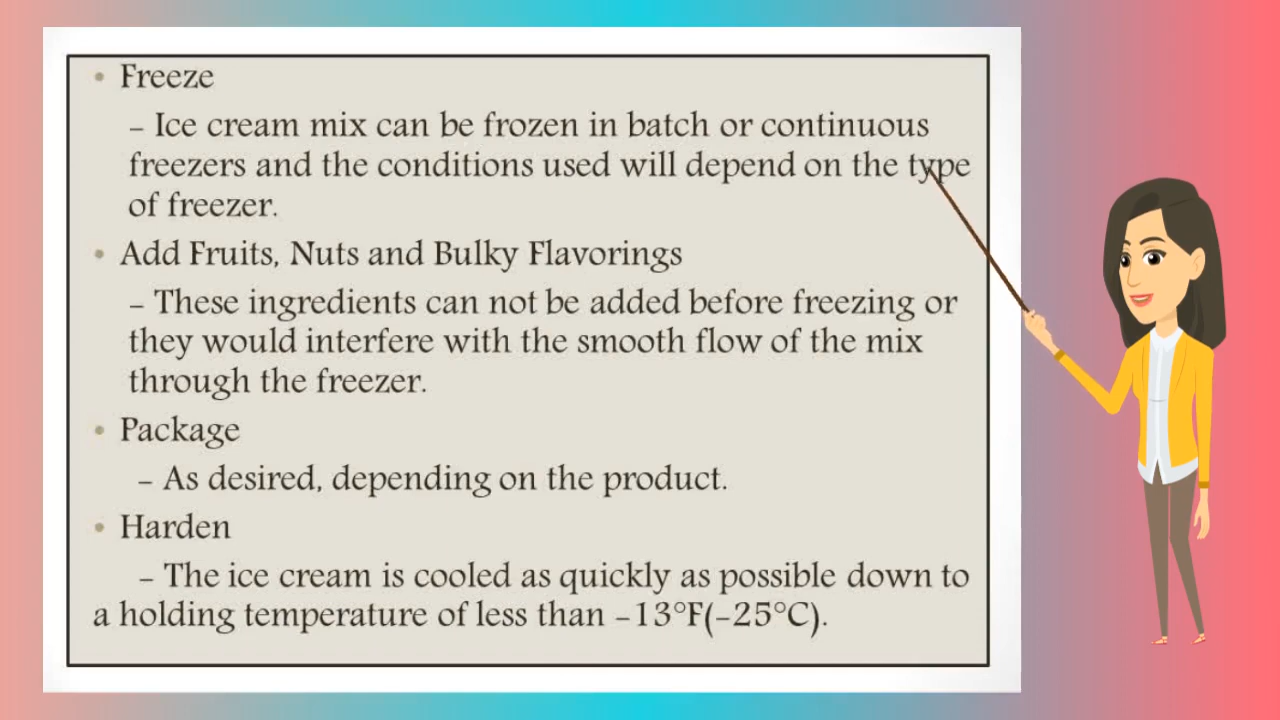 • Freeze
– Ice cream mix can be frozen in batch or continuous
freezers and the conditions used will depend on the type
of freezer.
• Add Fruits, Nuts and Bulky Flavorings
– These ingredients can not be added before freezing or
they would interfere with the smooth flow of the mix
through the freezer.
• Package
– As desired, depending on the product.
• Harden
– The ice cream is cooled as quickly as possible down to
a holding temperature of less than –13°F(–25°C).